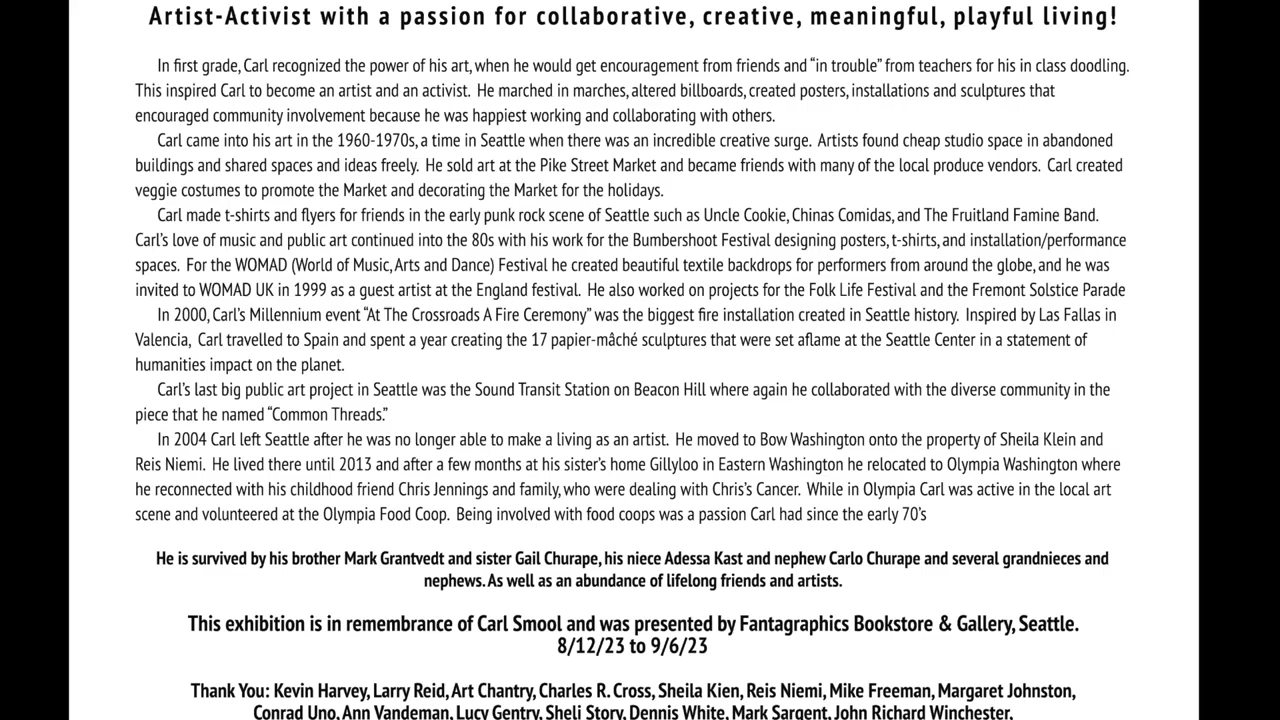 Artist-Activist with a passion for collaborative, creative, meaningful, playful living!
In first grade, Carl recognized the power of his art, when he would get encouragement from friends and “in trouble” from teachers for his in class doodling.
This inspired Carl to become an artist and an activist. He marched in marches, altered billboards, created posters, installations and sculptures that
encouraged community involvement because he was happiest working and collaborating with others.
Carl came into his art in the 1960-1970s, a time in Seattle when there was an incredible creative surge. Artists found cheap studio space in abandoned
buildings and shared spaces and ideas freely. He sold art at the Pike Street Market and became friends with many of the local produce vendors. Carl created
veggie costumes to promote the Market and decorating the Market for the holidays.
Carl made t-shirts and flyers for friends in the early punk rock scene of Seattle such as Uncle Cookie, Chinas Comidas, and The Fruitland Famine Band.
Carl’s love of music and public art continued into the 80s with his work for the Bumbershoot Festival designing posters, t-shirts, and installation/performance
spaces. For the WOMAD (World of Music, Arts and Dance) Festival he created beautiful textile backdrops for performers from around the globe, and he was
invited to WOMAD UK in 1999 as a guest artist at the England festival. He also worked on projects for the Folk Life Festival and the Fremont Solstice Parade
In 2000, Carl’s Millennium event “At The Crossroads A Fire Ceremony” was the biggest fire installation created in Seattle history. Inspired by Las Fallas in
Valencia, Carl travelled to Spain and spent a year creating the 17 papier-mâché sculptures that were set aflame at the Seattle Center in a statement of
humanities impact on the planet.
Carl’s last big public art project in Seattle was the Sound Transit Station on Beacon Hill where again he collaborated with the diverse community in the
piece that he named “Common Threads.”
In 2004 Carl left Seattle after he was no longer able to make a living as an artist. He moved to Bow Washington onto the property of Sheila Klein and
Reis Niemi. He lived there until 2013 and after a few months at his sister’s home Gillyloo in Eastern Washington he relocated to Olympia Washington where
he reconnected with his childhood friend Chris Jennings and family, who were dealing with Chris’s Cancer. While in Olympia Carl was active in the local art
scene and volunteered at the Olympia Food Coop. Being involved with food coops was a passion Carl had since the early 70’s
He is survived by his brother Mark Grantvedt and sister Gail Churape, his niece Adessa Kast and nephew Carlo Churape and several grandnieces and
nephews. As well as an abundance of lifelong friends and artists.
This exhibition is in remembrance of Carl Smool and was presented by Fantagraphics Bookstore & Gallery, Seattle.
8/12/23 to 9/6/23
Thank You: Kevin Harvey, Larry Reid, Art Chantry, Charles R. Cross, Sheila Kien, Reis Niemi, Mike Freeman, Margaret Johnston,
Conrad Uno, Ann Vandeman, Lucy Gentry, Sheli Story, Dennis White, Mark Sargent, John Richard Winchester,